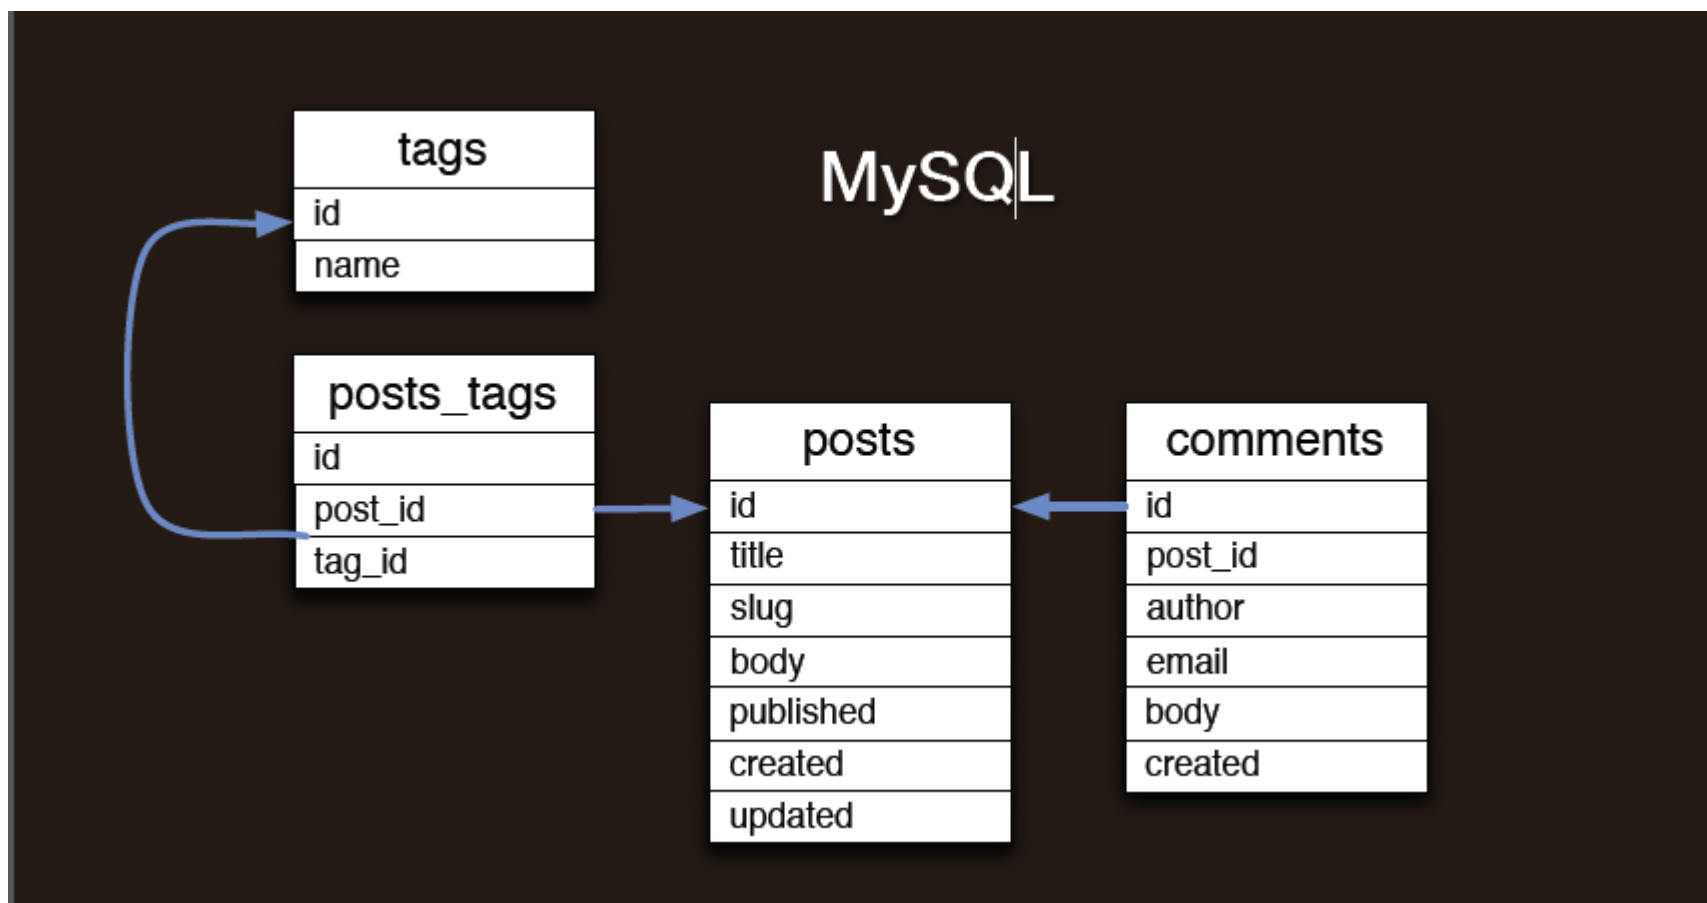 tags
id
name
MySQL
posts_tags
id
post_id
tag_id
posts
id
title
slug
body
published
created
updated
comments
id
post_id
author
email
body
created